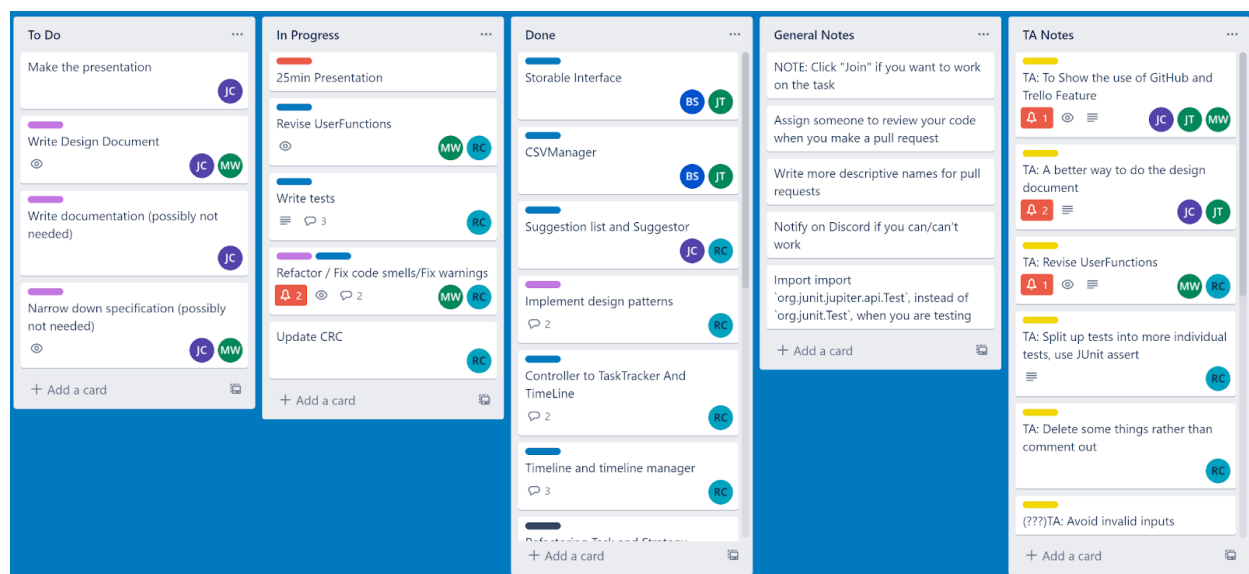 To Do
Make the presentation
JC
Write Design Document
JC MW
Write documentation (possibly not
needed)
JC
Narrow down specification (possibly
not needed)
JC MW
+ Add a card
In Progress
25min Presentation
Revise UserFunctions
MW RC
Write tests
3
RC
Refactor / Fix code smells/Fix warnings
2 2
MW RC
Update CRC
RC
+ Add a card
Done
Storable Interface
BS JT
CSVManager
BS JT
Suggestion list and Suggestor
JC RC
Implement design patterns
2
RC
Controller to TaskTracker And
TimeLine
2
RC
Timeline and timeline manager
3
RC
Refactoring Task and Strategy
+ Add a card
General Notes
NOTE: Click "Join" if you want to work
on the task
Assign someone to review your code
when you make a pull request
Write more descriptive names for pull
requests
Notify on Discord if you can/can't
work
Import import
`org.junit.jupiter.api.Test`, instead of
`org.junit.Test`, when you are testing
+ Add a card
TA Notes
TA: To Show the use of GitHub and
Trello Feature
1
JC JT MW
TA: A better way to do the design
document
2
JC JT
TA: Revise UserFunctions
1
MW RC
TA: Split up tests into more individual
tests, use JUnit assert
RC
TA: Delete some things rather than
comment out
RC
(???)TA: Avoid invalid inputs
+ Add a card